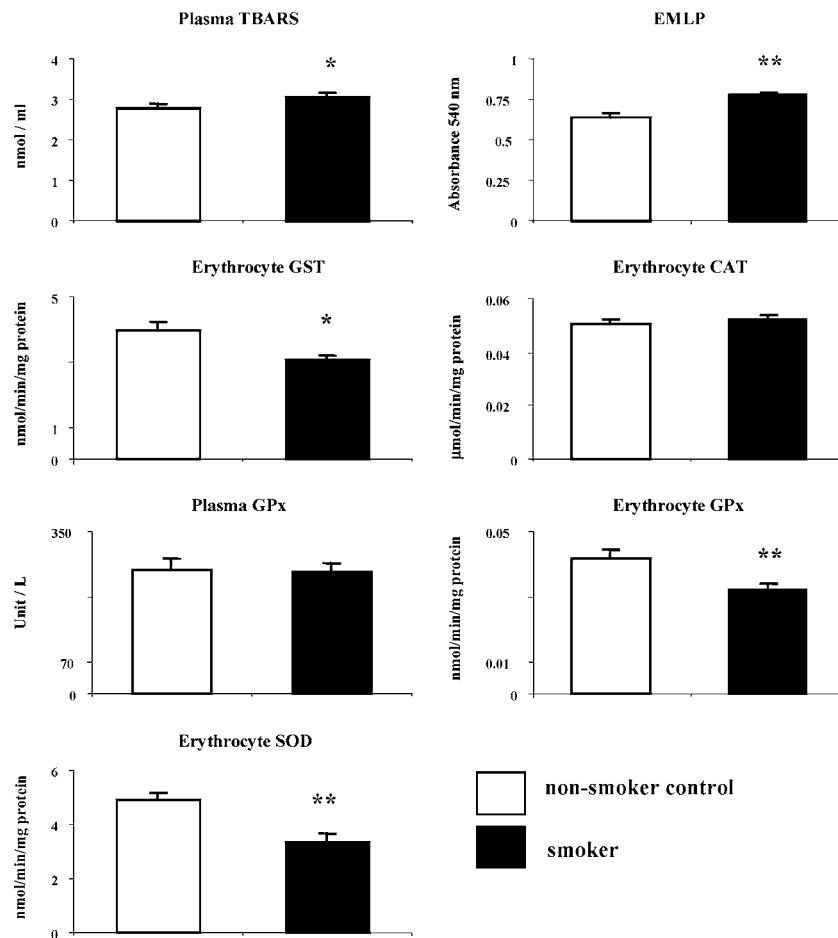 Plasma TBARS
nmol / ml
4
3
2
1
0
*
EMLP
Absorbance 540 nm
1
0.75
0.5
0.25
0
**
Erythrocyte GST
nmol/min/mg protein
5
1
0
*
Erythrocyte CAT
μmol/min/mg protein
0.06
0.04
0.02
0
Plasma GPx
Unit / L
350
70
0
Erythrocyte GPx
nmol/min/mg protein
0.05
0.01
0
**
Erythrocyte SOD
nmol/min/mg protein
6
4
2
0
**
non-smoker control
smoker